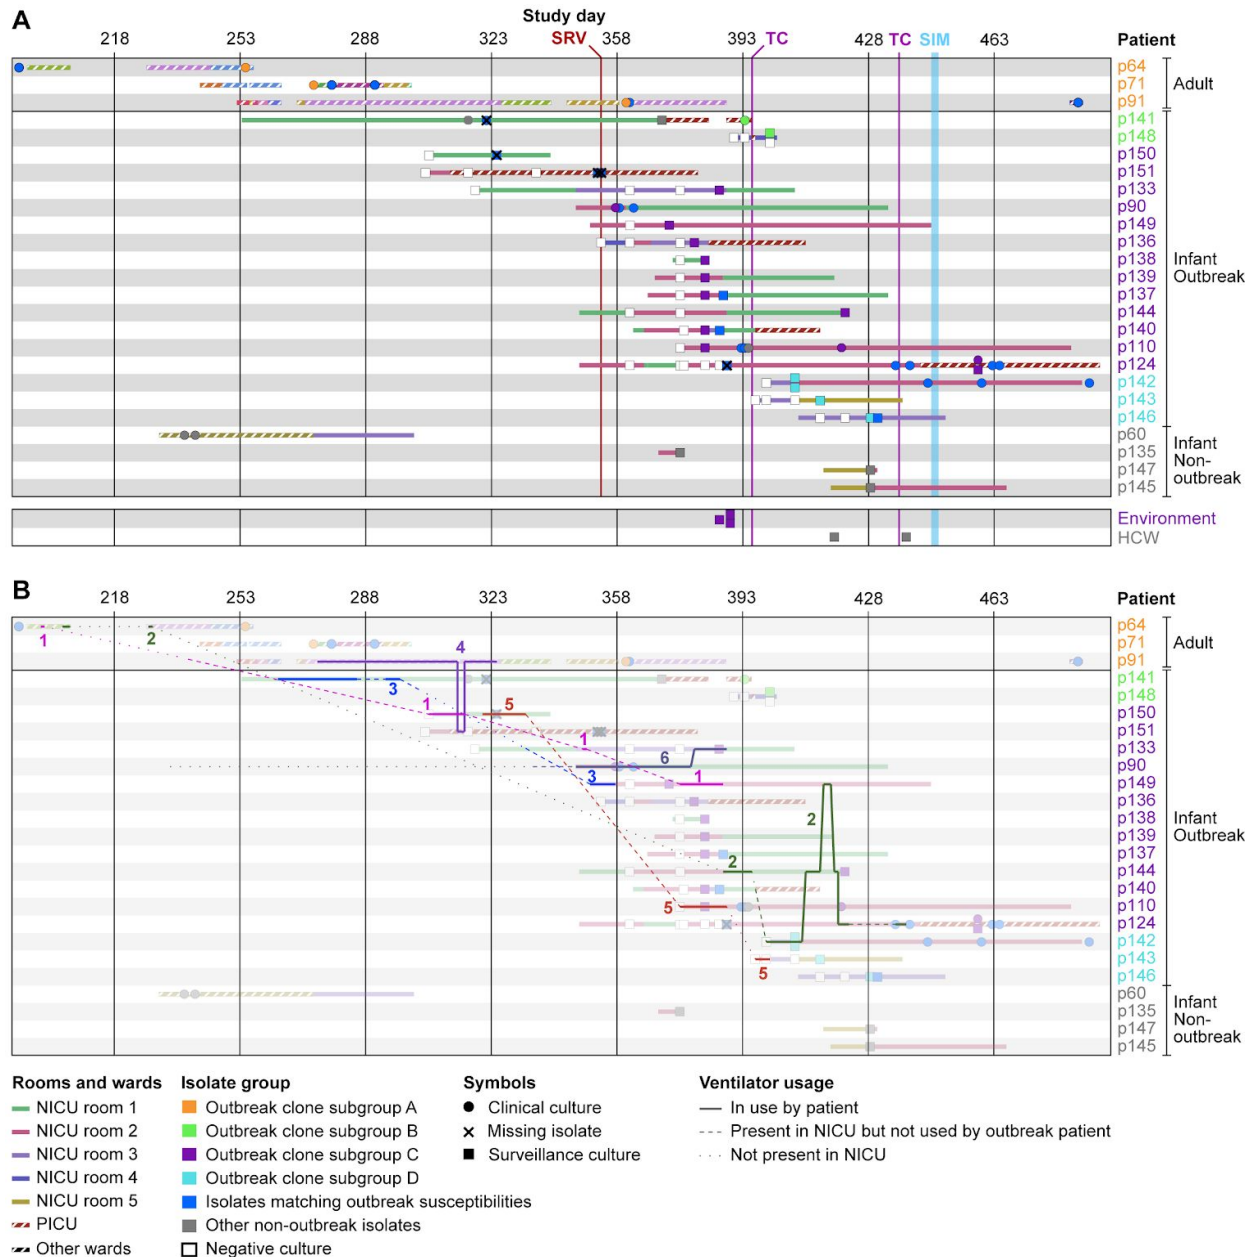 A
Study day
218 253 288 323 SRV 358 393 TC 428 TC SIM 463 Patient
p64
p71 Adult
p91
p141
p148
p150
p151
p133
p90
p149
p136 Infant
p138 Outbreak
p139
p137
p144
p140
p110
p124
p142
p143
p146
p60 Infant
p135 Non-
p147 outbreak
p145
Environment
HCW
B
218 253 288 323 358 393 428 463 Patient
1 2 p64
p71 Adult
4 p91
3 p141
p148
1 5 p150
p151
1 p133
6 p90
3 1 p149
p136 Infant
2 p138 Outbreak
p139
p137
2 p144
p140
5 p110
p124
p142
5 p143
p146
p60 Infant
p135 Non-
p147 outbreak
p145
Rooms and wards
NICU room 1
NICU room 2
NICU room 3
NICU room 4
NICU room 5
PICU
Other wards
Isolate group
Outbreak clone subgroup A
Outbreak clone subgroup B
Outbreak clone subgroup C
Outbreak clone subgroup D
Isolates matching outbreak susceptibilities
Other non-outbreak isolates
Negative culture
Symbols
Clinical culture
Missing isolate
Surveillance culture
Ventilator usage
In use by patient
Present in NICU but not used by outbreak patient
Not present in NICU